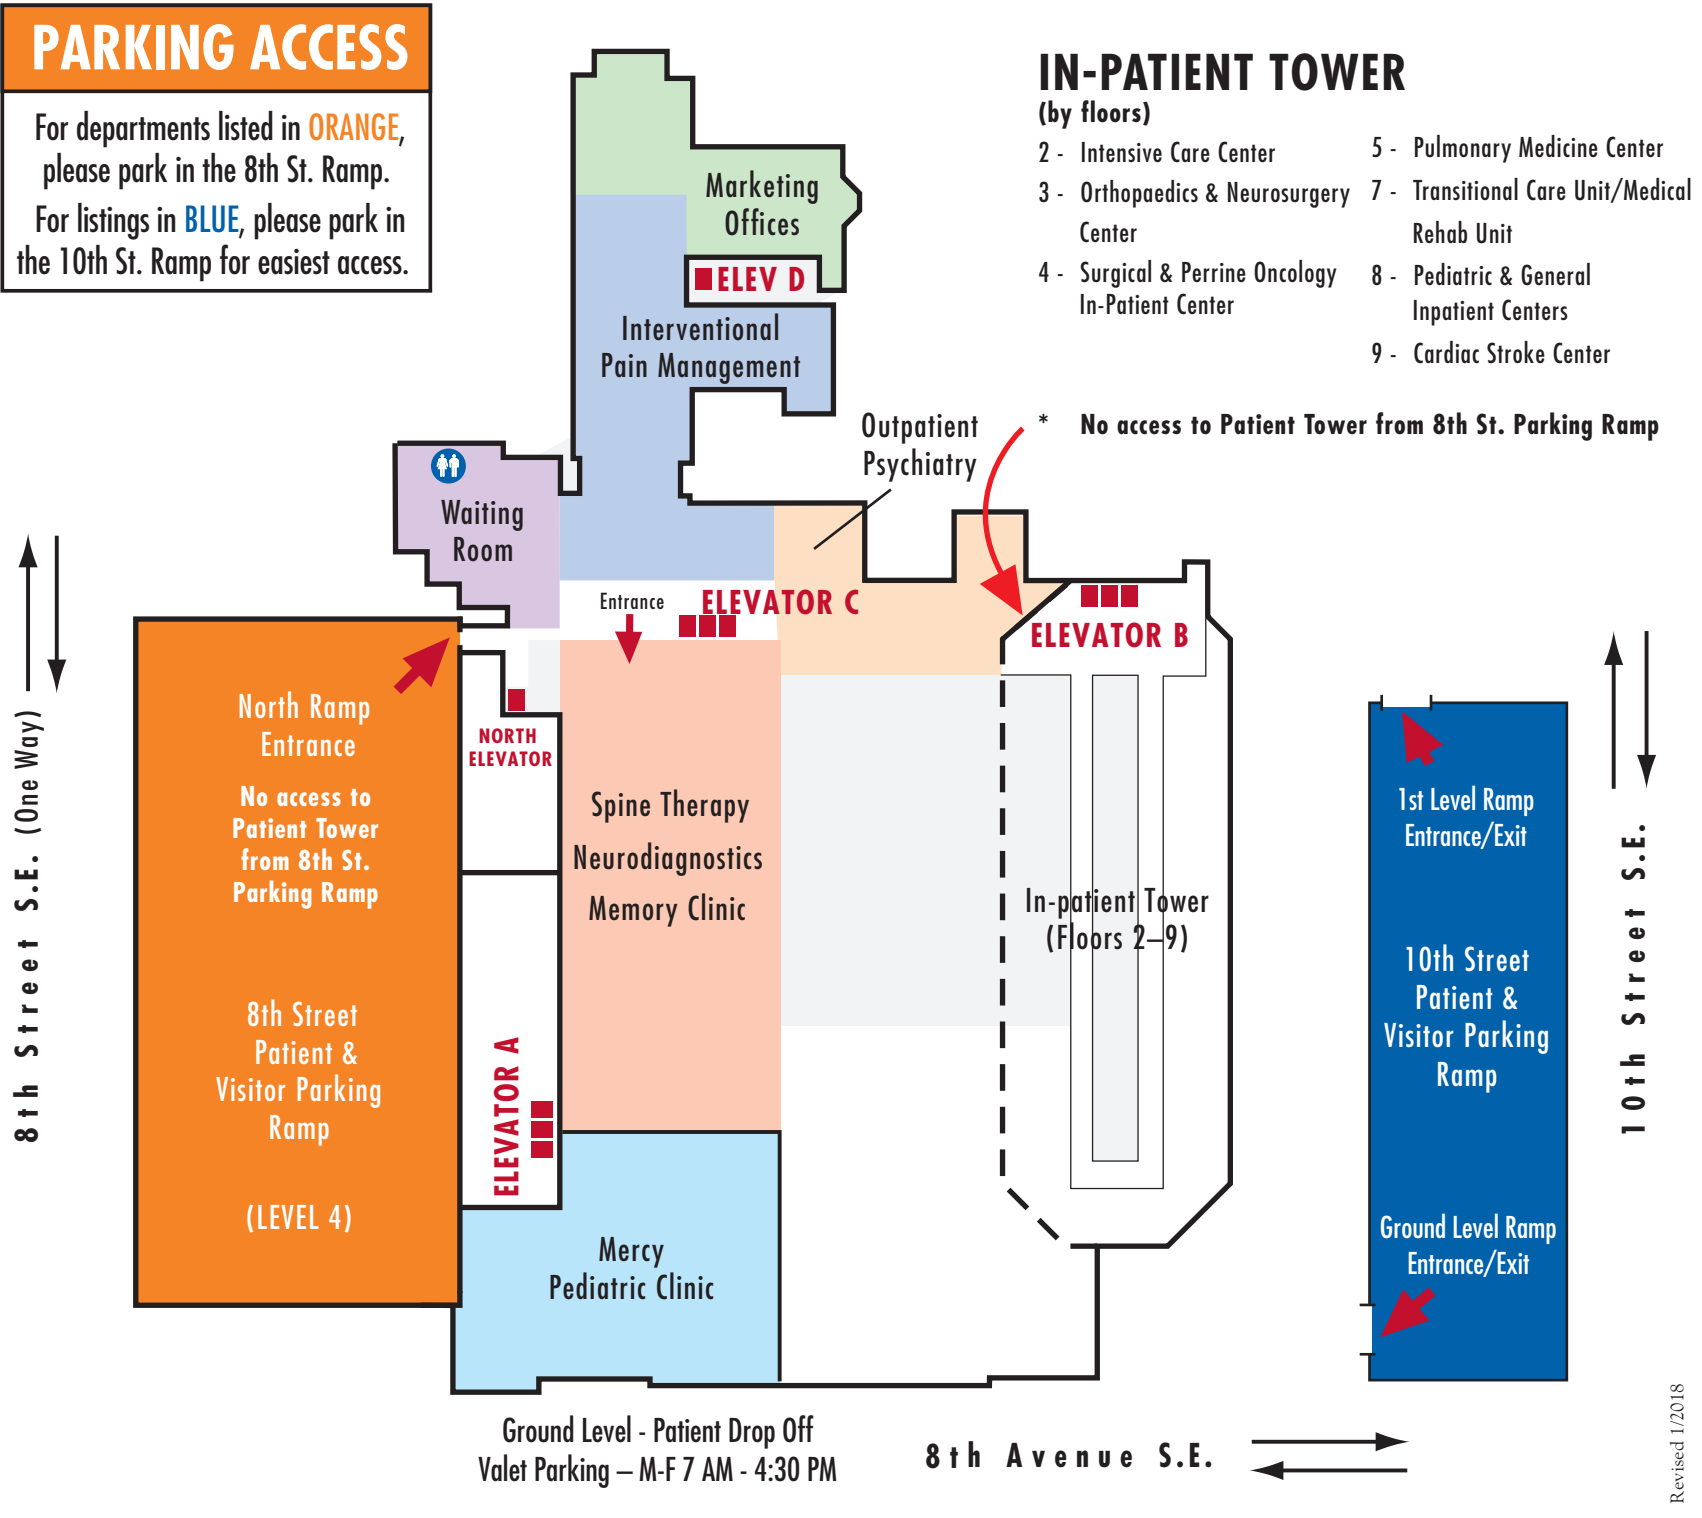 PARKING ACCESS
For departments listed in ORANGE,
please park in the 8th St. Ramp.
For listings in BLUE, please park in
the 10th St. Ramp for easiest access.
IN-PATIENT TOWER
(by floors)
2 - Intensive Care Center
3 - Orthopaedics & Neurosurgery
Center
4 - Surgical & Perrine Oncology
In-Patient Center
5 - Pulmonary Medicine Center
7 - Transitional Care Unit/Medical
Rehab Unit
8 - Pediatric & General
Inpatient Centers
9 - Cardiac Stroke Center
* No access to Patient Tower from 8th St. Parking Ramp
Marketing
Offices
ELEV D
Interventional
Pain Management
Outpatient
Psychiatry
Waiting
Room
Entrance
ELEVATOR C
ELEVATOR B
North Ramp
Entrance
No access to
Patient Tower
from 8th St.
Parking Ramp
8th Street
Patient &
Visitor Parking
Ramp
(LEVEL 4)
NORTH
ELEVATOR
ELEVATOR A
Spine Therapy
Neurodiagnostics
Memory Clinic
In-patient Tower
(Floors 2–9)
Mercy
Pediatric Clinic
1st Level Ramp
Entrance/Exit
10th Street
Patient &
Visitor Parking
Ramp
Ground Level Ramp
Entrance/Exit
8th Street S.E. (One Way)
10th Street S.E.
Ground Level - Patient Drop Off
Valet Parking – M-F 7 AM - 4:30 PM
8th Avenue S.E.
Revised 1/2018